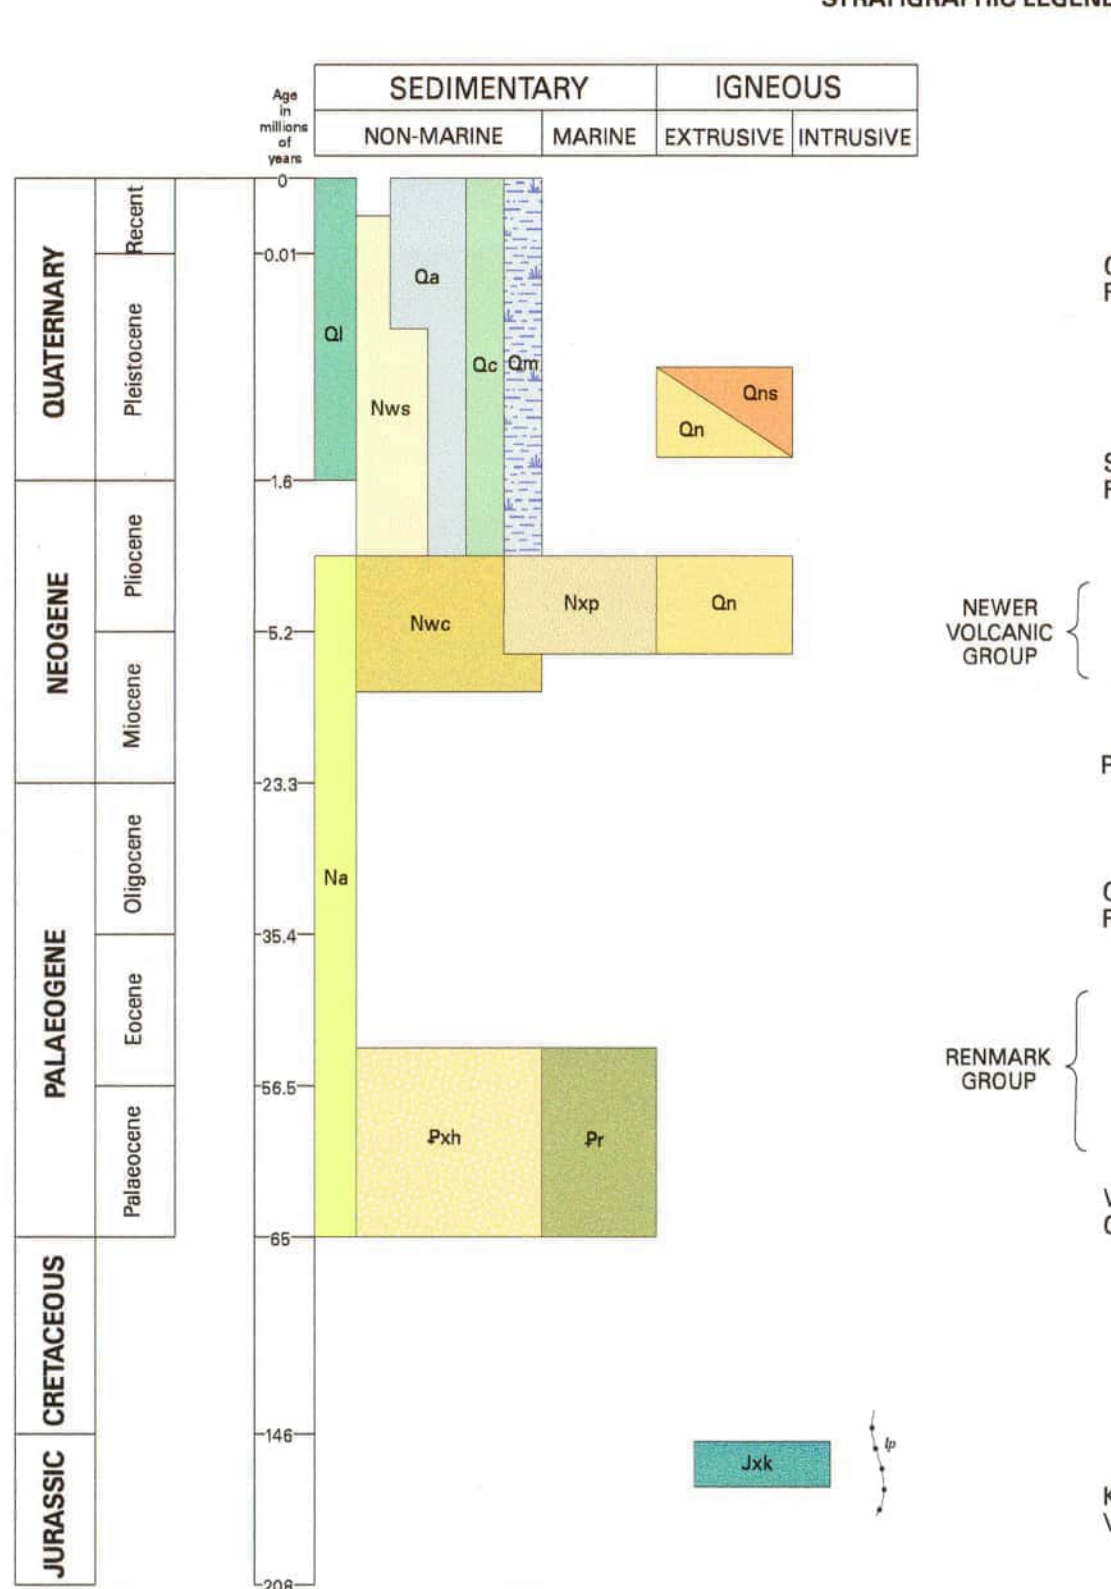 SEDIMENTARY
IGNEOUS
Age
in
millions
of
years
NON-MARINE
MARINE
EXTRUSIVE
INTRUSIVE
QUATERNARY
Recent
Pleistocene
0
0.01
1.6
Ql
Nws
Qa
Qc
Qm
Qns
Qn
NEOGENE
Pliocene
Miocene
5.2
23.3
Nwc
Nxp
Qn
NEWER
VOLCANIC
GROUP
PALAEOGENE
Oligocene
Eocene
Palaeocene
35.4
56.5
65
Na
Pxh
Pr
RENMARK
GROUP
CRETACEOUS
146
JURASSIC
208
Jxk
lp